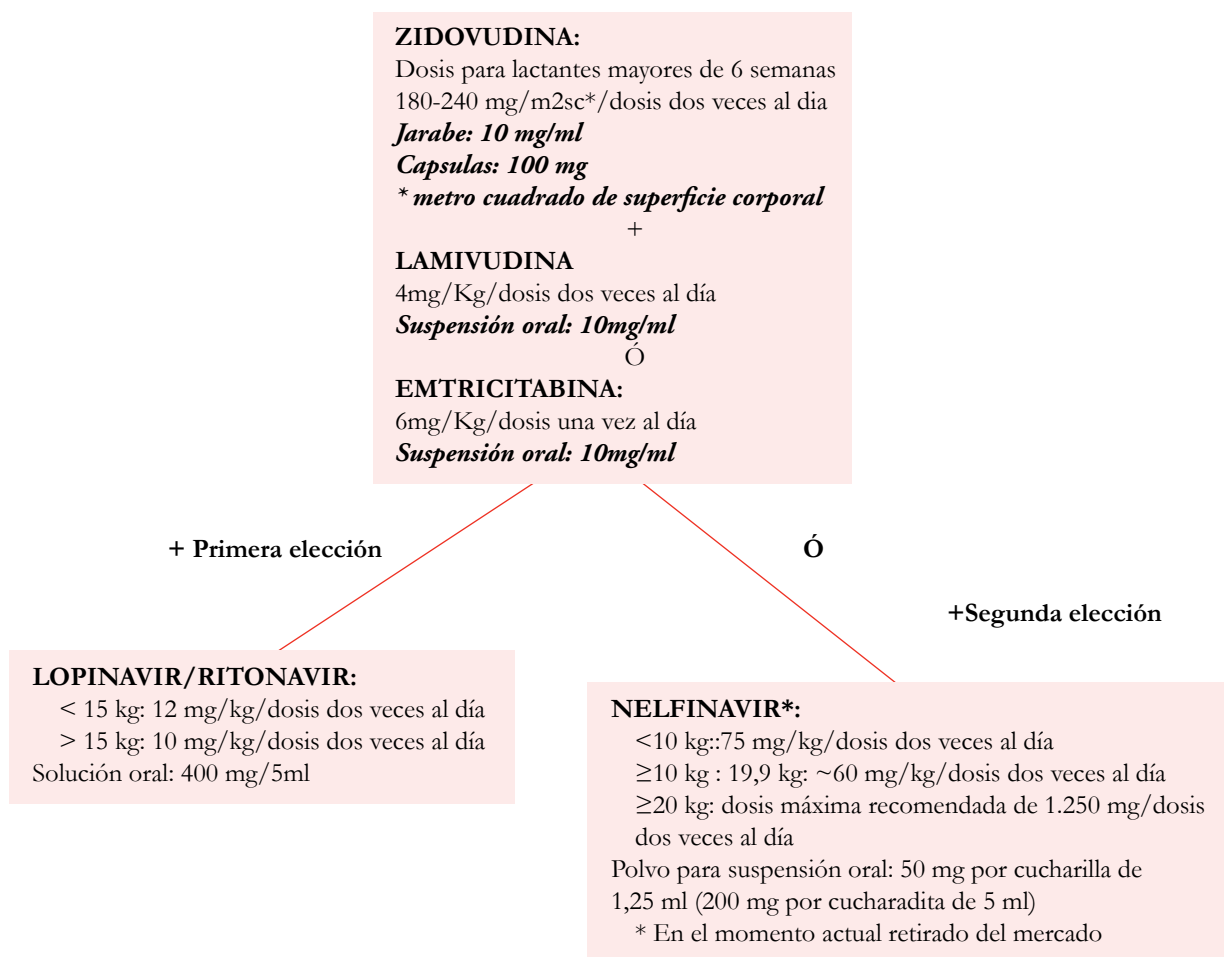 ZIDOVUDINA:
Dosis para lactantes mayores de 6 semanas
180-240 mg/m2sc*/dosis dos veces al dia
Jarabe: 10 mg/ml
Capsulas: 100 mg
* metro cuadrado de superficie corporal
+
LAMIVUDINA
4mg/Kg/dosis dos veces al día
Suspensión oral: 10mg/ml
Ó
EMTRICITABINA:
6mg/Kg/dosis una vez al día
Suspensión oral: 10mg/ml
+ Primera elección
Ó
+Segunda elección
LOPINAVIR/RITONAVIR:
< 15 kg: 12 mg/kg/dosis dos veces al día
> 15 kg: 10 mg/kg/dosis dos veces al día
Solución oral: 400 mg/5ml
NELFINAVIR*:
<10 kg::75 mg/kg/dosis dos veces al día
≥10 kg : 19,9 kg: ~60 mg/kg/dosis dos veces al día
≥20 kg: dosis máxima recomendada de 1.250 mg/dosis
dos veces al día
Polvo para suspensión oral: 50 mg por cucharilla de
1,25 ml (200 mg por cucharadita de 5 ml)
* En el momento actual retirado del mercado